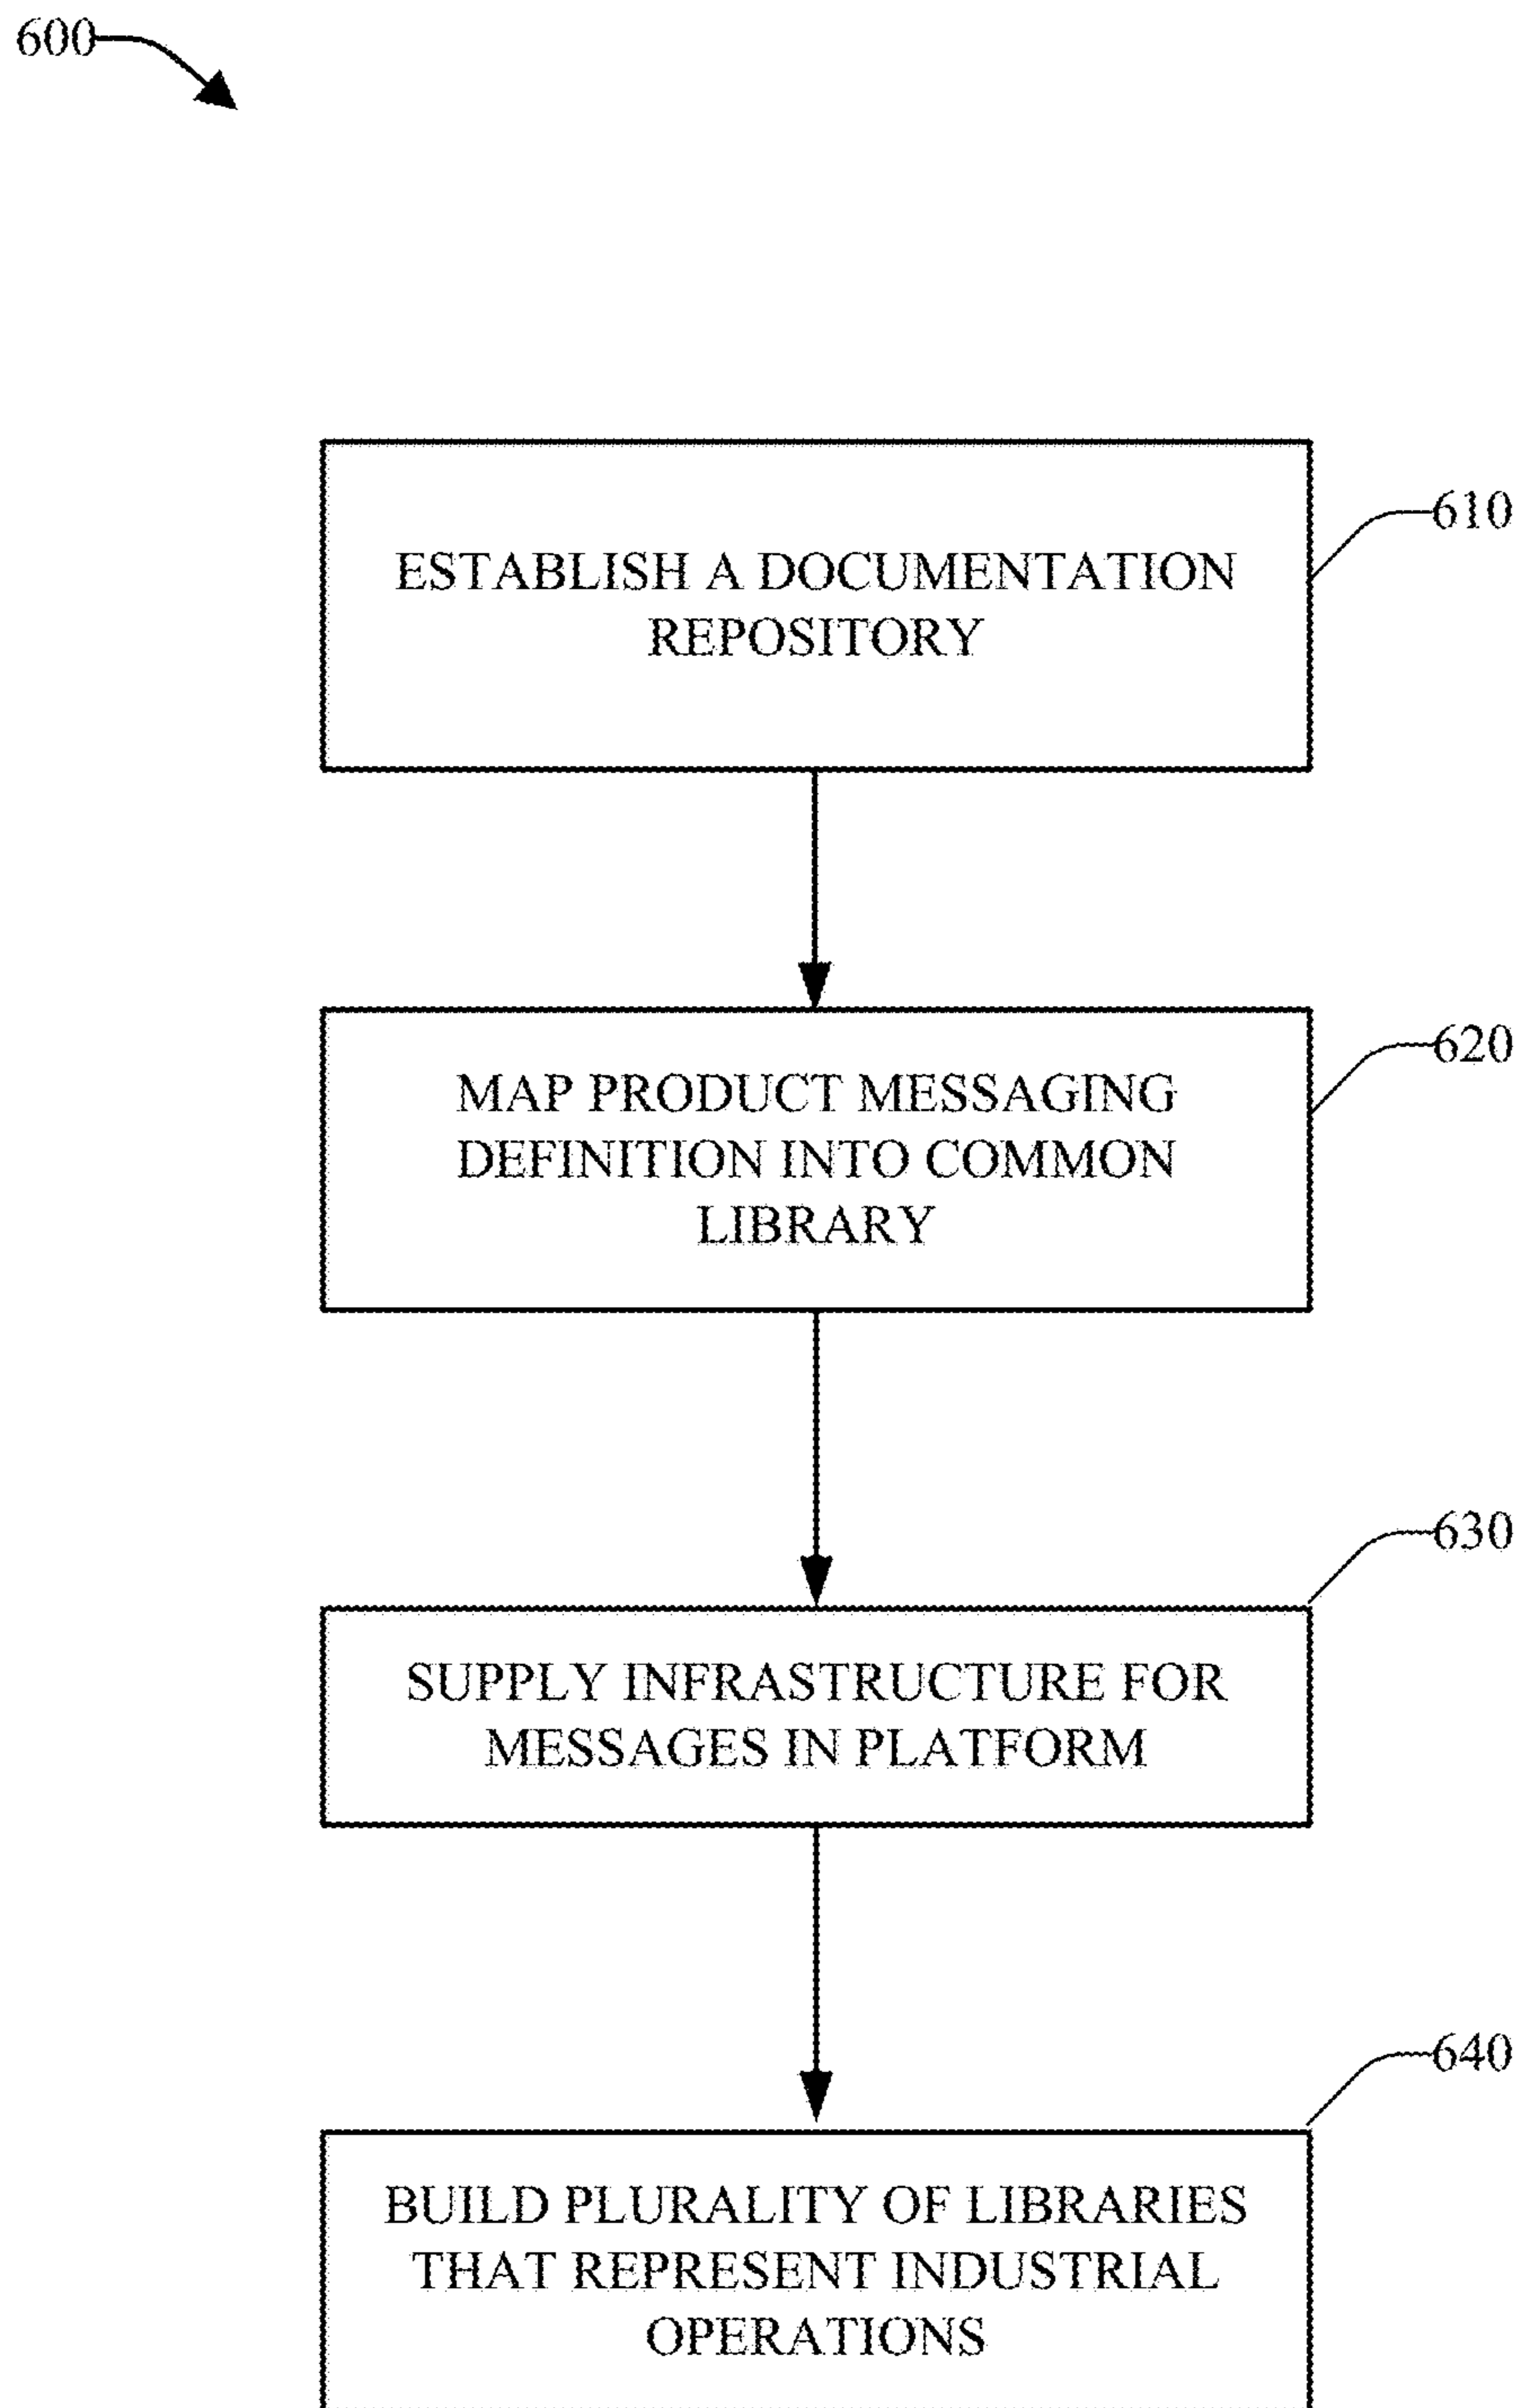 600
610
ESTABLISH A DOCUMENTATION
REPOSITORY
620
MAP PRODUCT MESSAGING
DEFINITION INTO COMMON
LIBRARY
630
SUPPLY INFRASTRUCTURE FOR
MESSAGES IN PLATFORM
640
BUILD PLURALITY OF LIBRARIES
THAT REPRESENT INDUSTRIAL
OPERATIONS